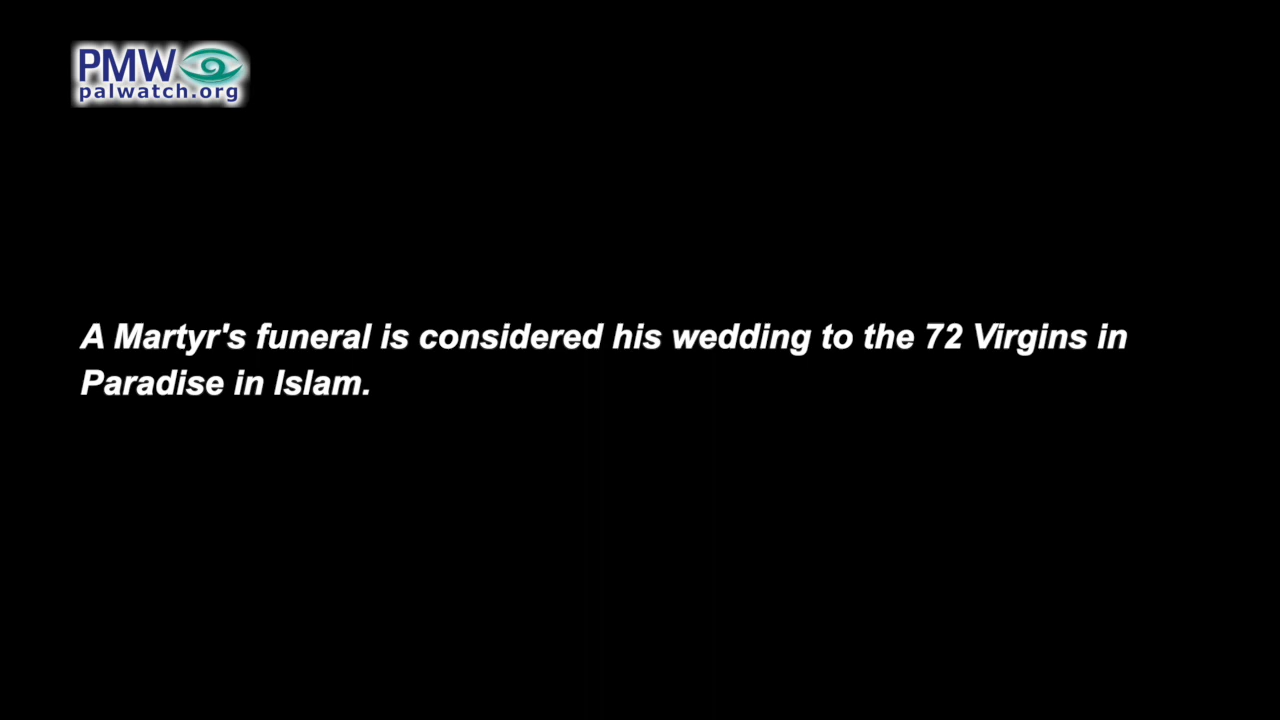 PMW
palwatch.org
A Martyr's funeral is considered his wedding to the 72 Virgins in
Paradise in Islam.